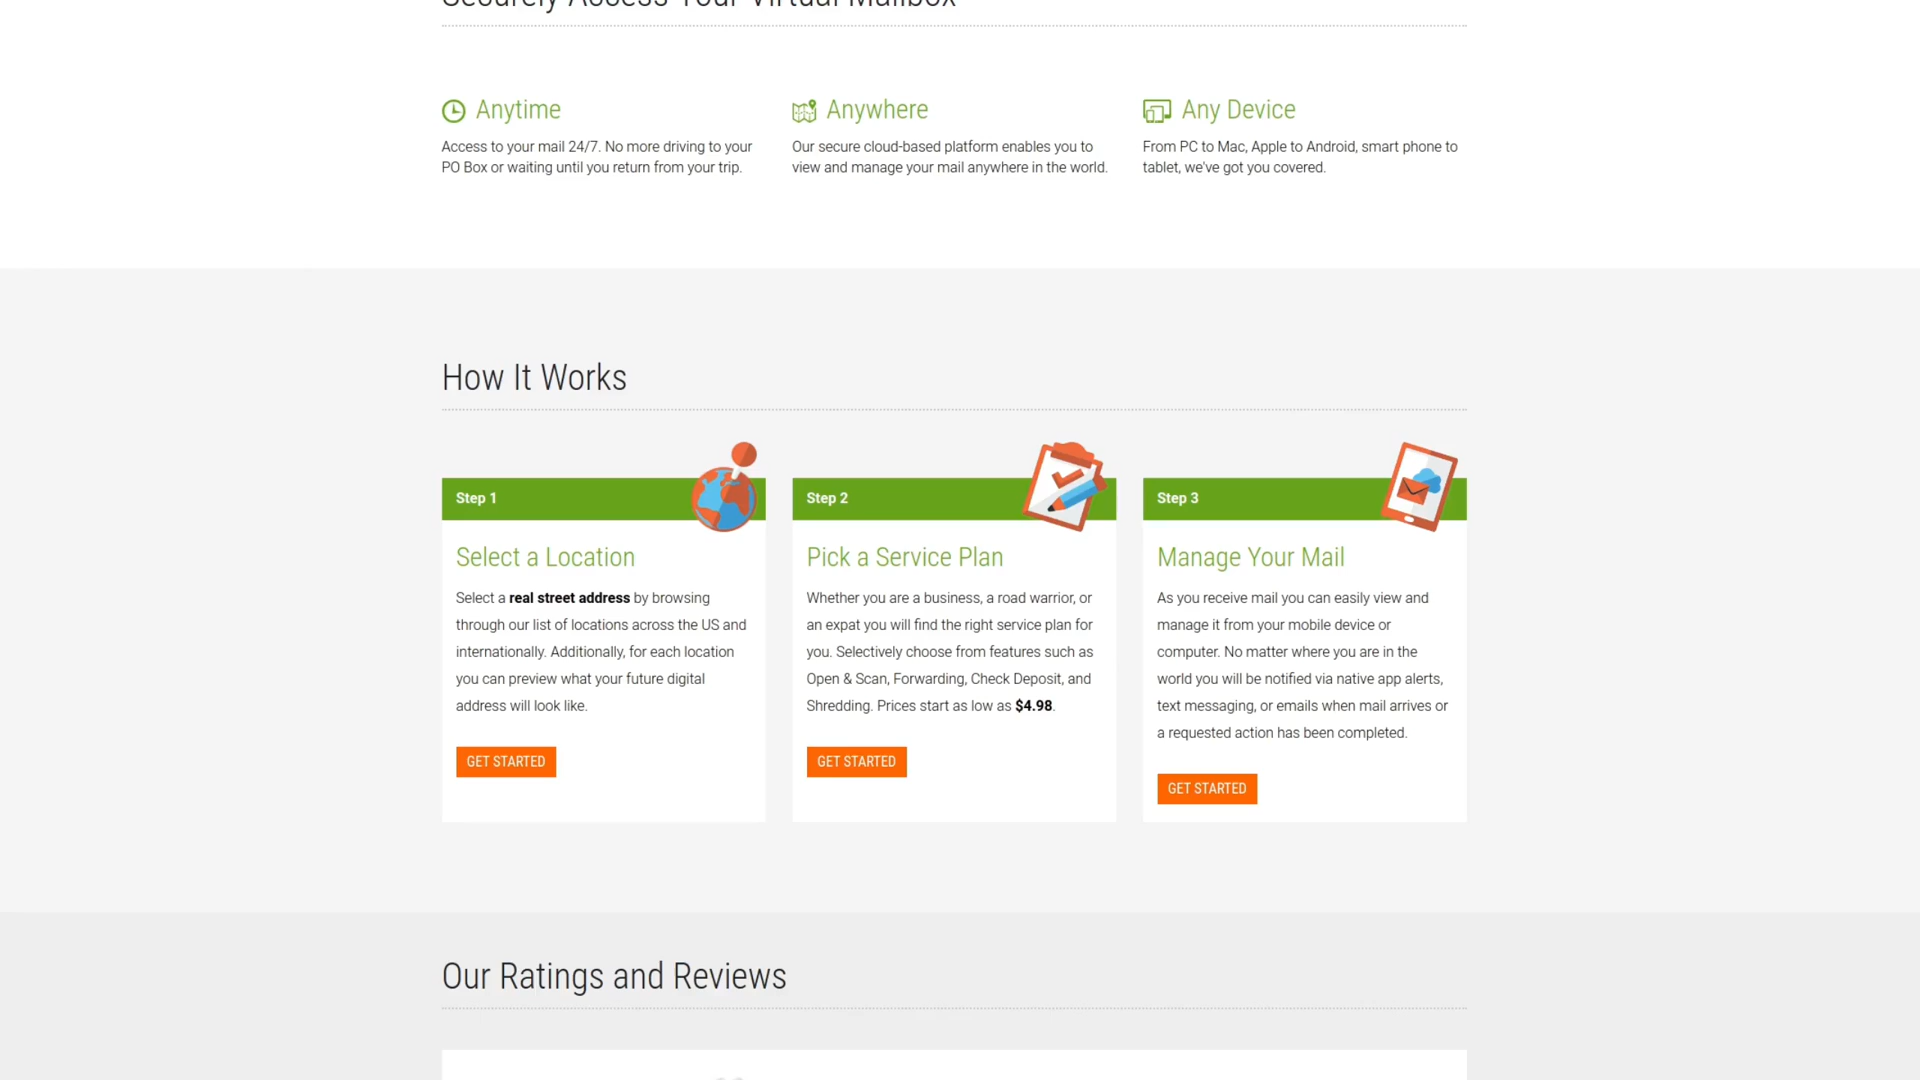 Securely Access Your Virtual Mailbox
Anytime
Access to your mail 24/7. No more driving to your
PO Box or waiting until you return from your trip.
Anywhere
Our secure cloud-based platform enables you to
view and manage your mail anywhere in the world.
Any Device
From PC to Mac, Apple to Android, smart phone to
tablet, we've got you covered.
How It Works
Step 1
Select a Location
Select a real street address by browsing
through our list of locations across the US and
internationally. Additionally, for each location
you can preview what your future digital
address will look like.
GET STARTED
Step 2
Pick a Service Plan
Whether you are a business, a road warrior, or
an expat you will find the right service plan for
you. Selectively choose from features such as
Open & Scan, Forwarding, Check Deposit, and
Shredding. Prices start as low as $4.98.
GET STARTED
Step 3
Manage Your Mail
As you receive mail you can easily view and
manage it from your mobile device or
computer. No matter where you are in the
world you will be notified via native app alerts,
text messaging, or emails when mail arrives or
a requested action has been completed.
GET STARTED
Our Ratings and Reviews